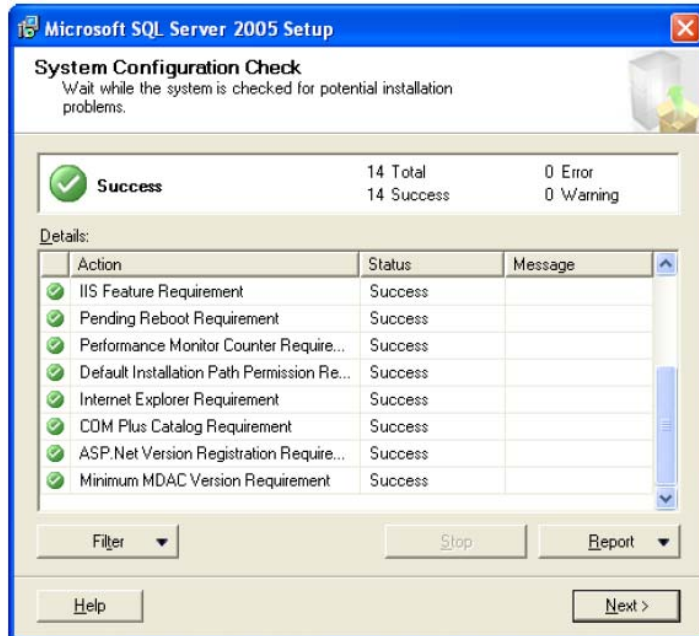 Microsoft SQL Server 2005 Setup
System Configuration Check
Wait while the system is checked for potential installation
problems.
Success
14 Total 0 Error
14 Success 0 Warning
Details:
Action Status Message
IIS Feature Requirement Success
Pending Reboot Requirement Success
Performance Monitor Counter Require... Success
Default Installation Path Permission Re... Success
Internet Explorer Requirement Success
COM Plus Catalog Requirement Success
ASP.Net Version Registration Require... Success
Minimum MDAC Version Requirement Success
Filter Stop Report
Help Next >